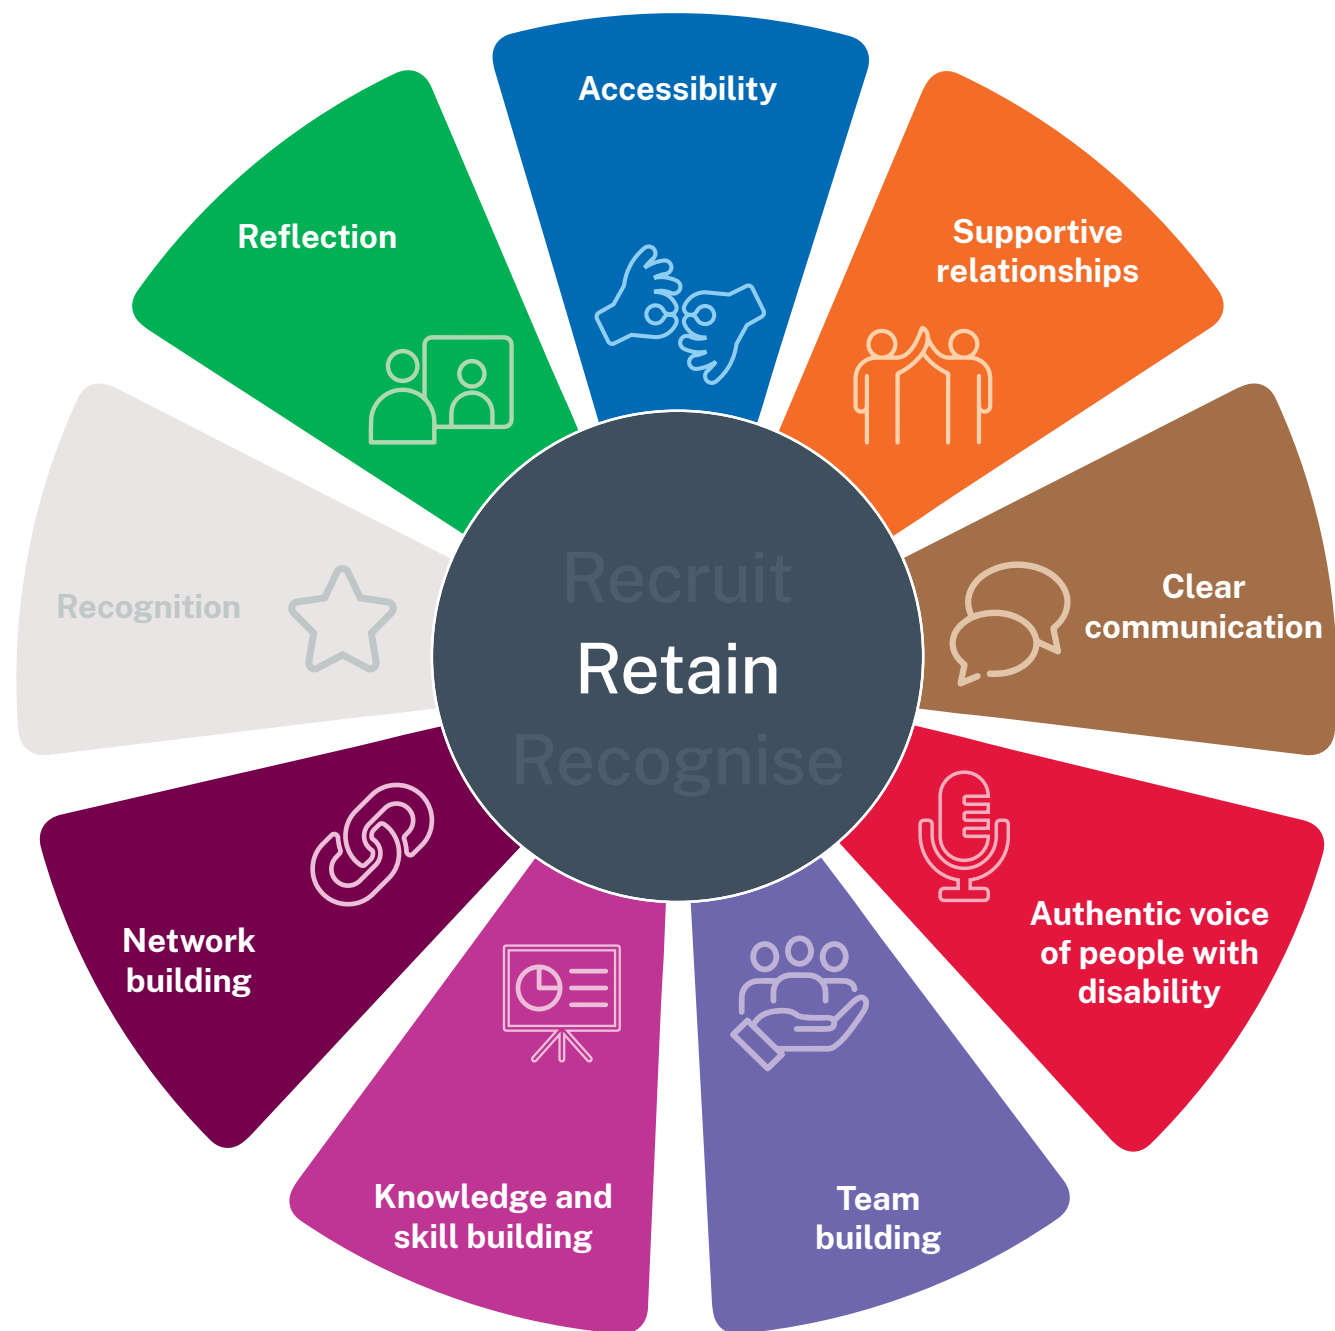 Accessibility
Supportive
relationships
Clear
communication
Authentic voice
of people with
disability
Team
building
Knowledge and
skill building
Network
building
Recognition
Reflection
Recruit
Retain
Recognise